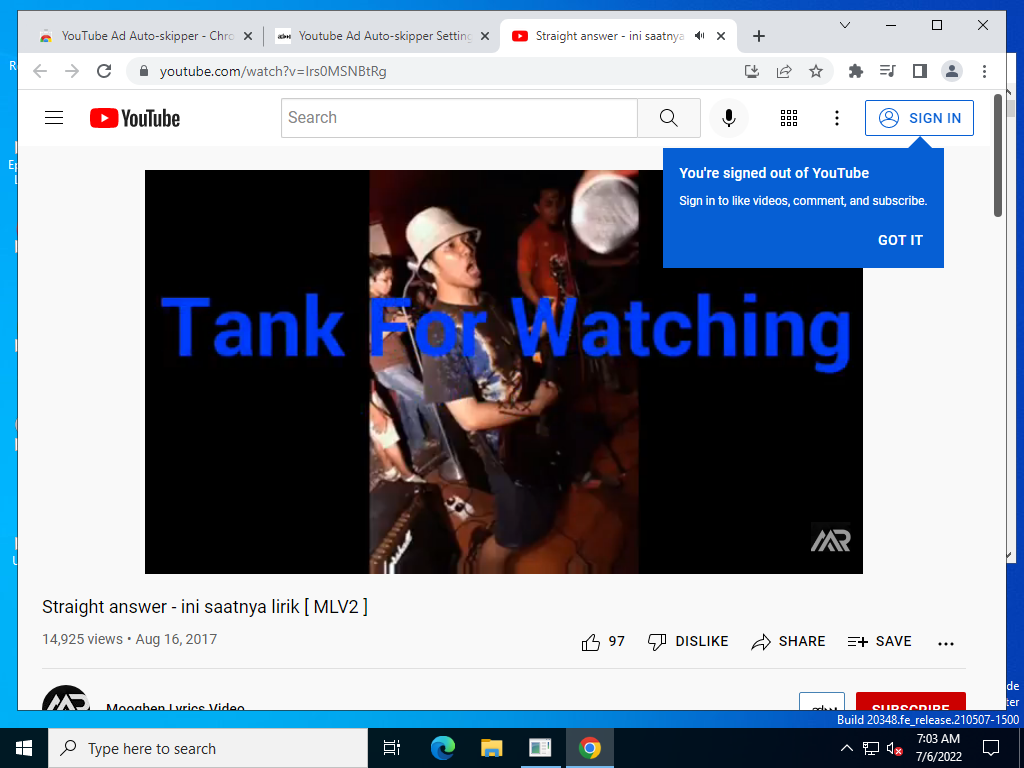 YouTube Ad Auto-skipper - Chro
Youtube Ad Auto-skipper Setting
Straight answer - ini saatnya
youtube.com/watch?v=Irs0MSNBtRg
YouTube
Search
SIGN IN
You're signed out of YouTube
Sign in to like videos, comment, and subscribe.
GOT IT
Tank For Watching
MR
Straight answer - ini saatnya lirik [ MLV2 ]
14,925 views • Aug 16, 2017
97
DISLIKE
SHARE
SAVE
Mooghen Lyrics Video
SUBSCRIBE
Build 20348.fe_release.210507-1500
Type here to search
7:03 AM
7/6/2022